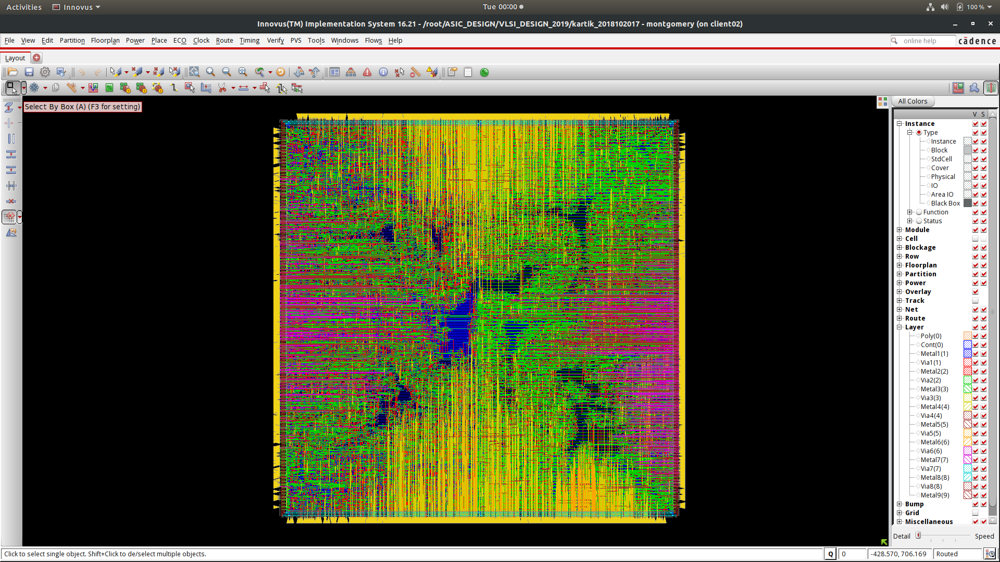 Activities Innovus Tue 00:00 100%
Innovus(TM) Implementation System 16.21 - /root/ASIC_DESIGN/VLSI_DESIGN_2019/kartik_2018102017 - montgomery (on client02)
File View Edit Partition Floorplan Power Place ECO Clock Route Timing Verify PVS Tools Windows Flows Help online help cādence
Layout
Select By Box (A) (F3 for setting)
All Colors
V S
Instance
Type
Instance
Block
StdCell
Cover
Physical
IO
Area IO
Black Box
Function
Status
Module
Cell
Blockage
Row
Floorplan
Partition
Power
Overlay
Track
Net
Route
Layer
Poly(0)
Cont(0)
Metal1(1)
Via1(1)
Metal2(2)
Via2(2)
Metal3(3)
Via3(3)
Metal4(4)
Via4(4)
Metal5(5)
Via5(5)
Metal6(6)
Via6(6)
Metal7(7)
Via7(7)
Metal8(8)
Via8(8)
Metal9(9)
Bump
Grid
Miscellaneous
Detail Speed
Click to select single object. Shift+Click to de/select multiple objects. Q 0 -428.570, 706.169 Routed